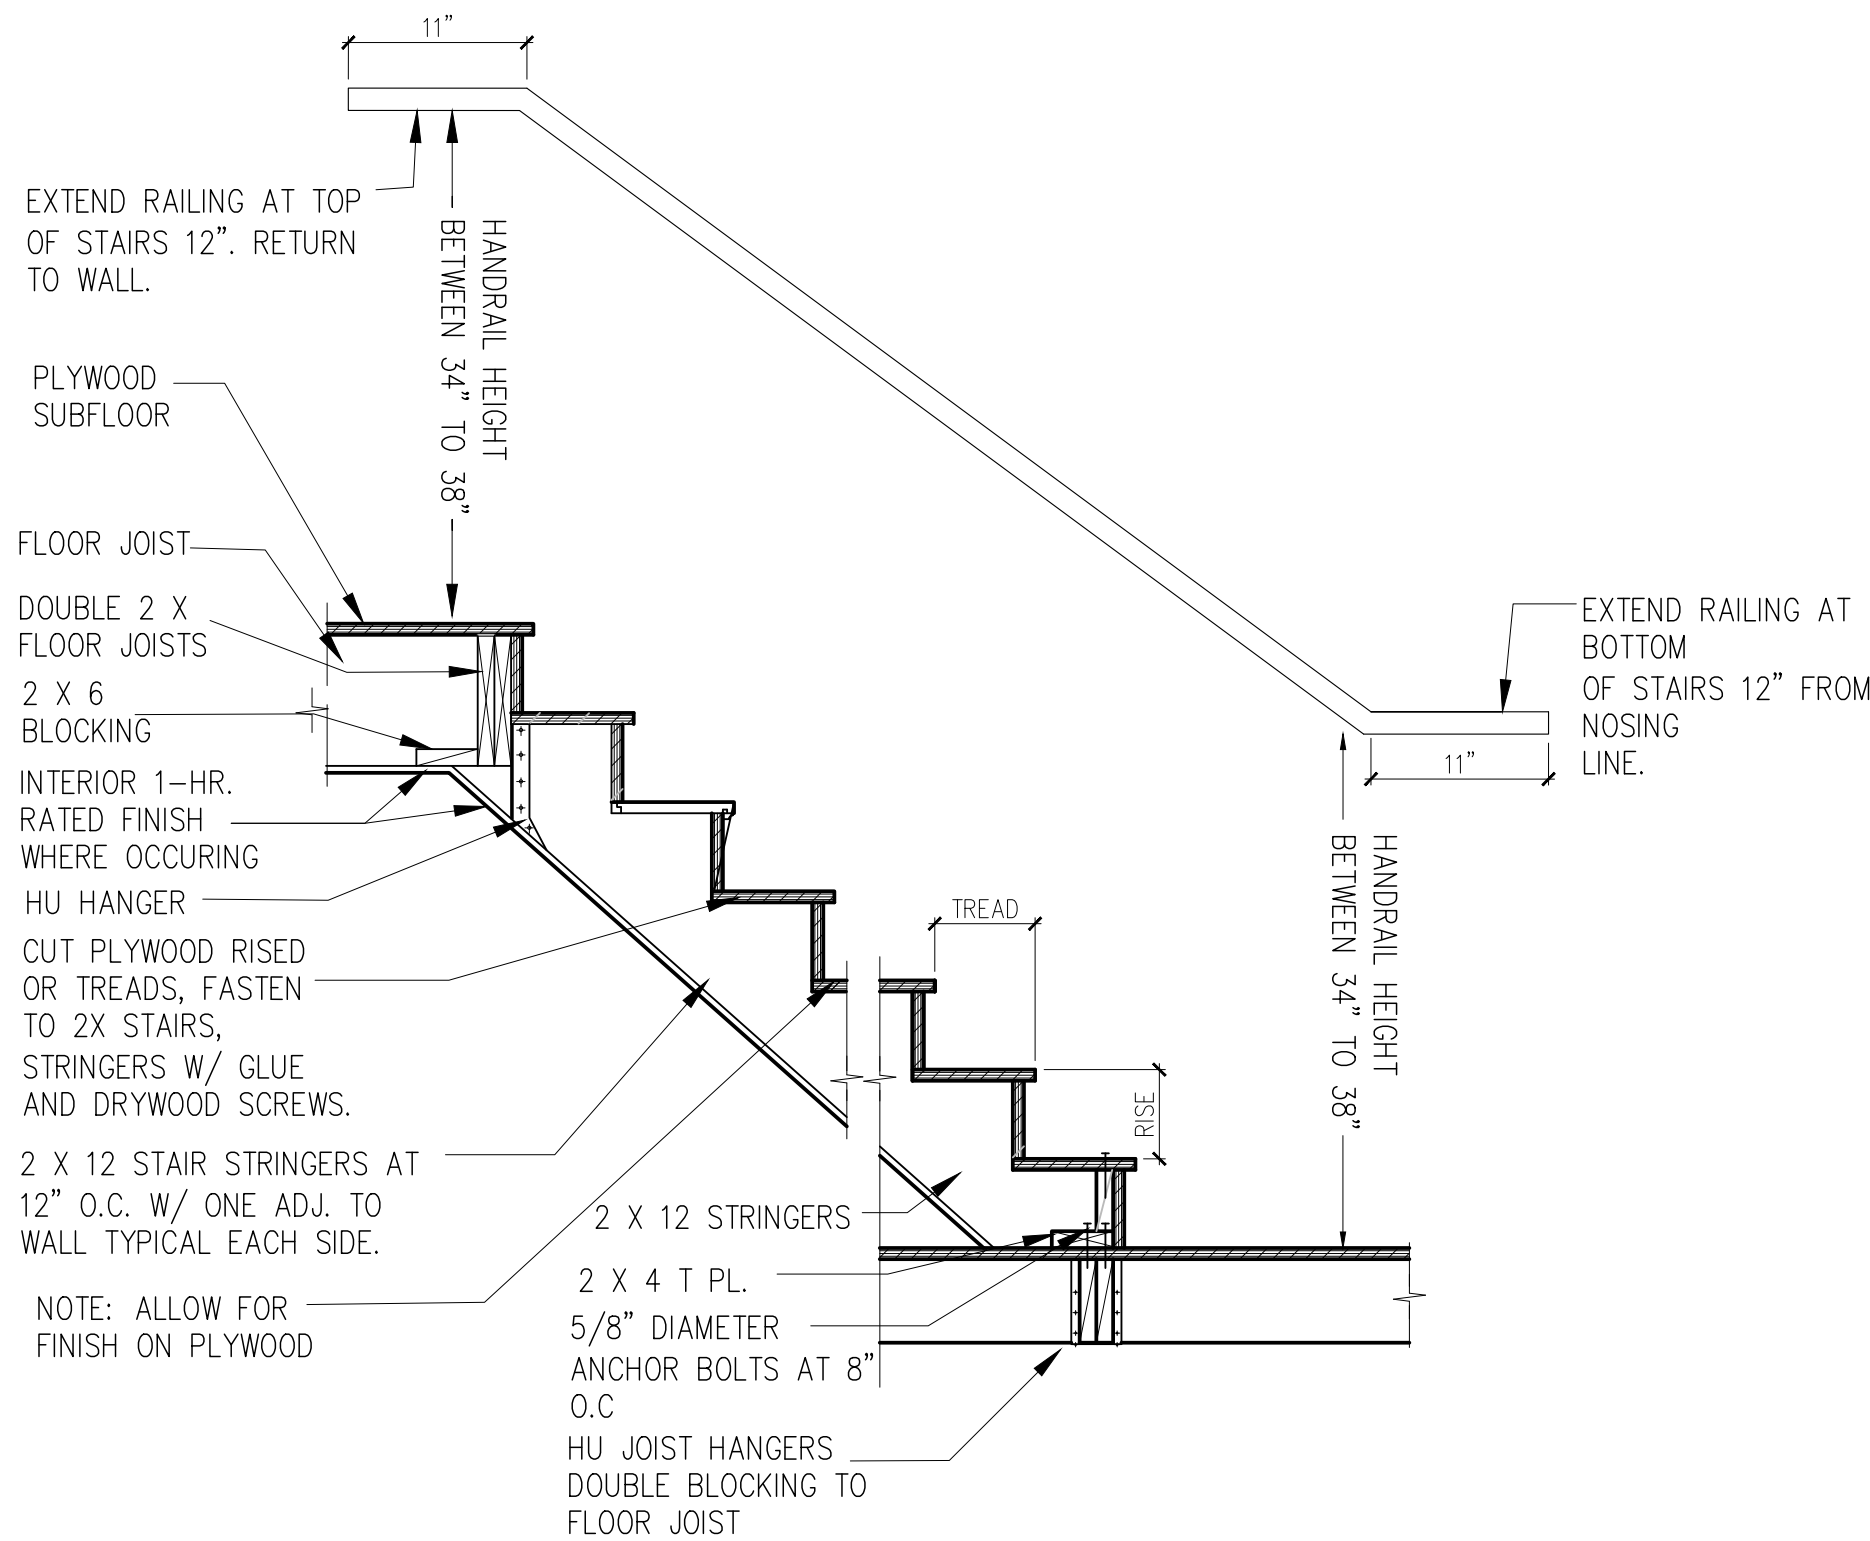 11”
EXTEND RAILING AT TOP
OF STAIRS 12”. RETURN
TO WALL.
HANDRAIL HEIGHT
BETWEEN 34” TO 38”
PLYWOOD
SUBFLOOR
FLOOR JOIST
DOUBLE 2 X
FLOOR JOISTS
2 X 6
BLOCKING
INTERIOR 1-HR.
RATED FINISH
WHERE OCCURING
HU HANGER
CUT PLYWOOD RISED
OR TREADS, FASTEN
TO 2X STAIRS,
STRINGERS W/ GLUE
AND DRYWOOD SCREWS.
2 X 12 STAIR STRINGERS AT
12” O.C. W/ ONE ADJ. TO
WALL TYPICAL EACH SIDE.
NOTE: ALLOW FOR
FINISH ON PLYWOOD
EXTEND RAILING AT
BOTTOM
OF STAIRS 12” FROM
NOSING
LINE.
11”
HANDRAIL HEIGHT
BETWEEN 34” TO 38”
TREAD
RISE
2 X 12 STRINGERS
2 X 4 T PL.
5/8” DIAMETER
ANCHOR BOLTS AT 8”
O.C
HU JOIST HANGERS
DOUBLE BLOCKING TO
FLOOR JOIST